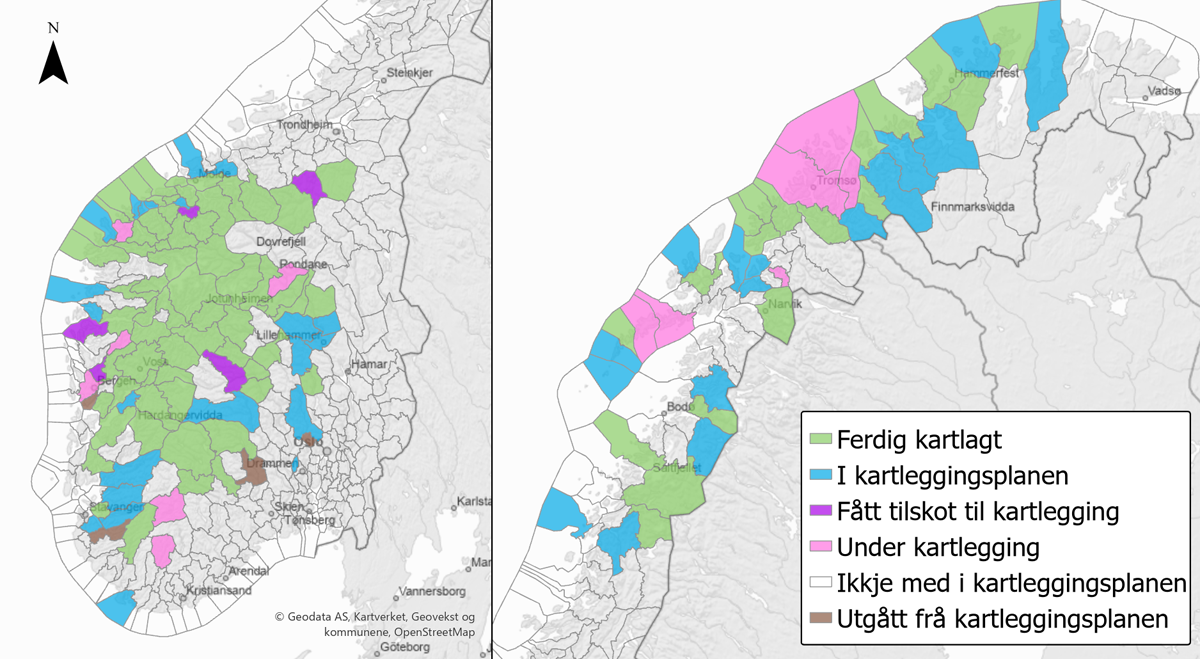 N
Steinkjer
Trondheim
Molde
Dovrefjell
Rondane
Jotunheimen
Lillehammer
Hamar
Voss
Bergen
Hardangervidda
Oslo
Drammen
Stavanger
Skien
Tønsberg
Karlsta
Arendal
Kristiansand
Mar
Vannersborg
© Geodata AS, Kartverket, Geovekst og
kommunene, OpenStreetMap
Göteborg
Hammerfest
Vadsø
Tromsø
Finnmarksvidda
Narvik
Bodø
Saltfjellet
Ferdig kartlagt
I kartleggingsplanen
Fått tilskot til kartlegging
Under kartlegging
Ikkje med i kartleggingsplanen
Utgått frå kartleggingsplanen